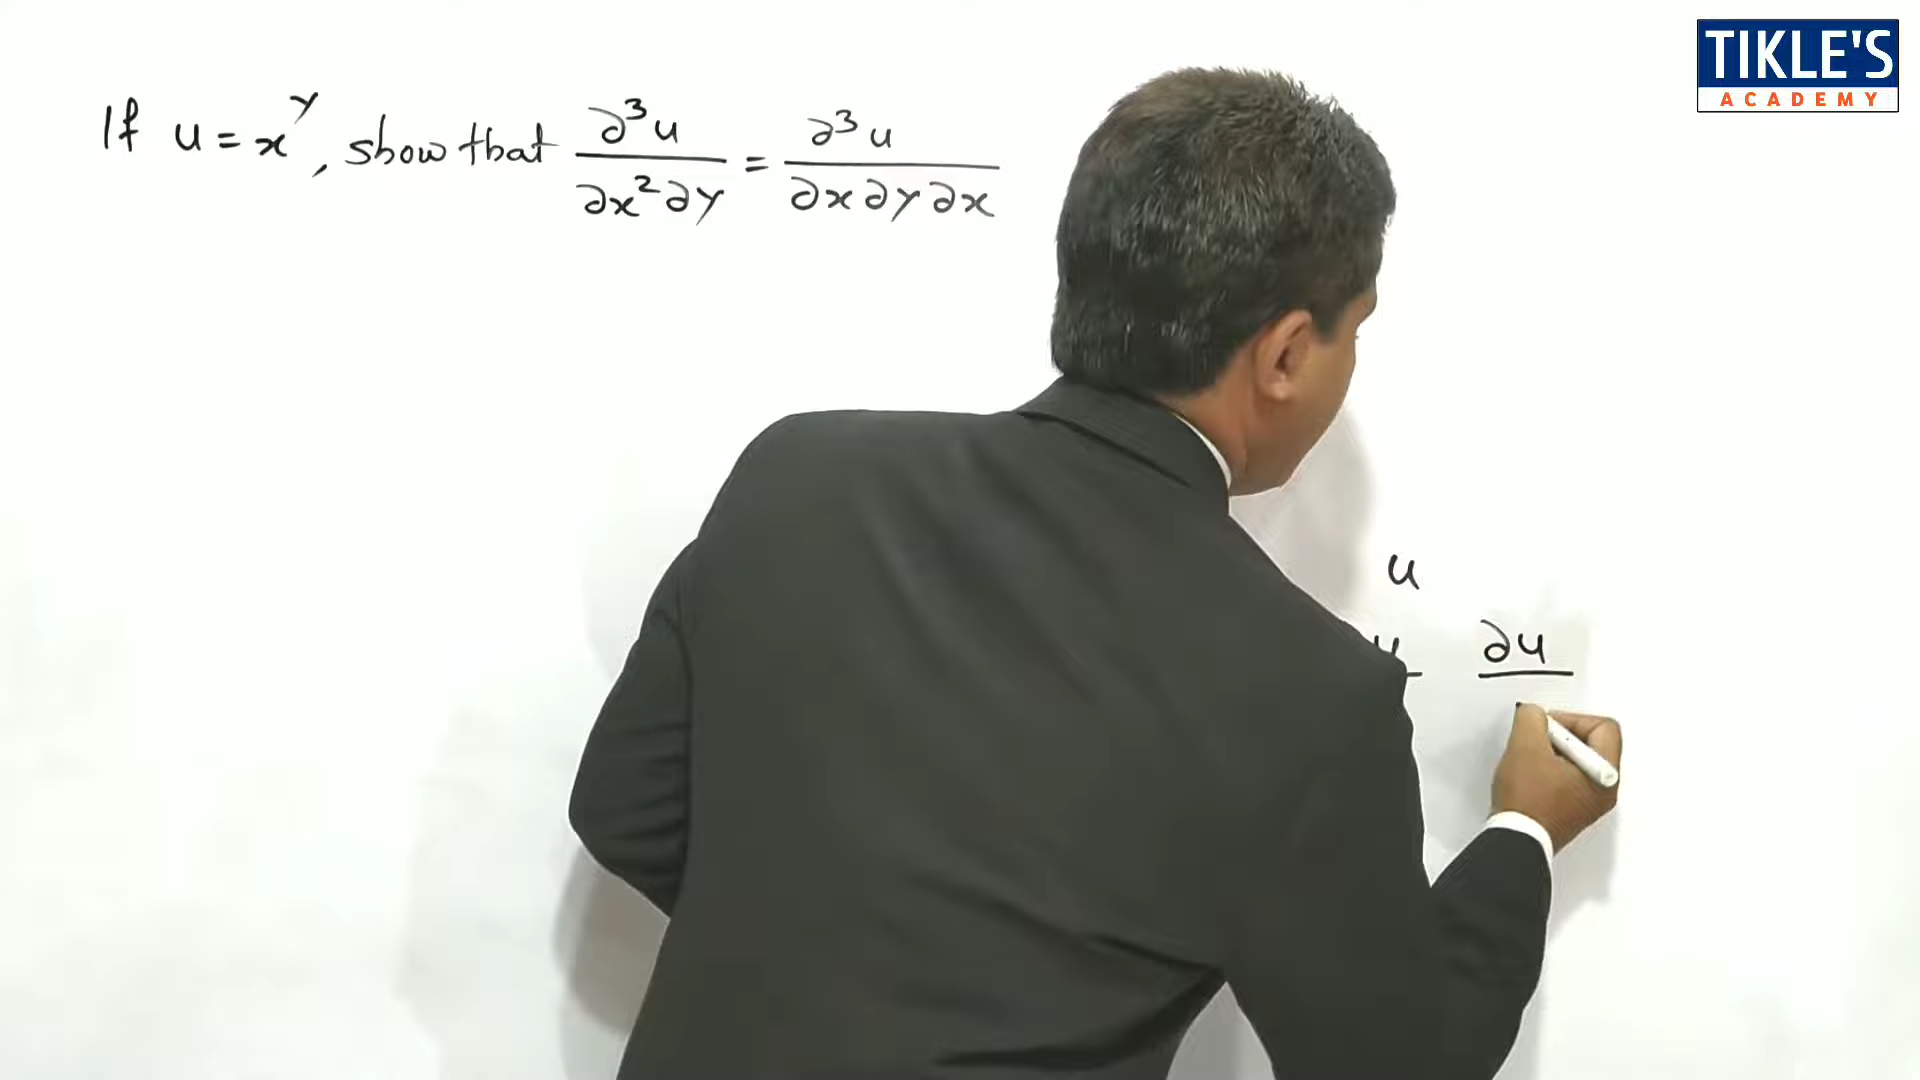 TIKLE'S
ACADEMY
If u = x^y, show that ∂³u/∂x²∂y = ∂³u/∂x∂y∂x
u
u ∂u